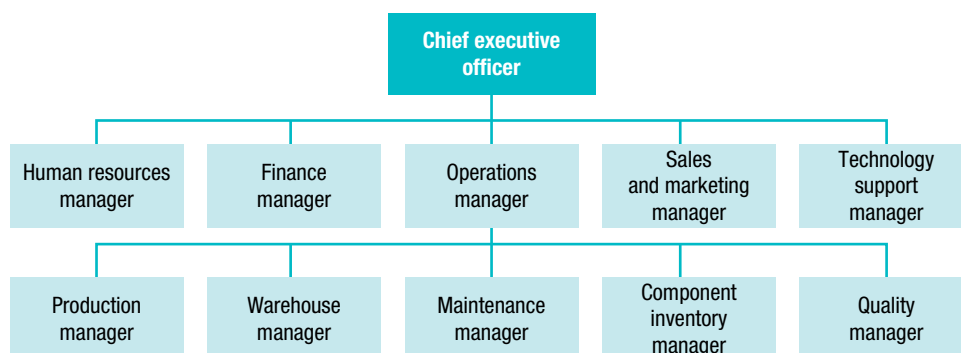 Chief executive
officer
Human resources
manager
Finance
manager
Operations
manager
Sales
and marketing
manager
Technology
support
manager
Production
manager
Warehouse
manager
Maintenance
manager
Component
inventory
manager
Quality
manager